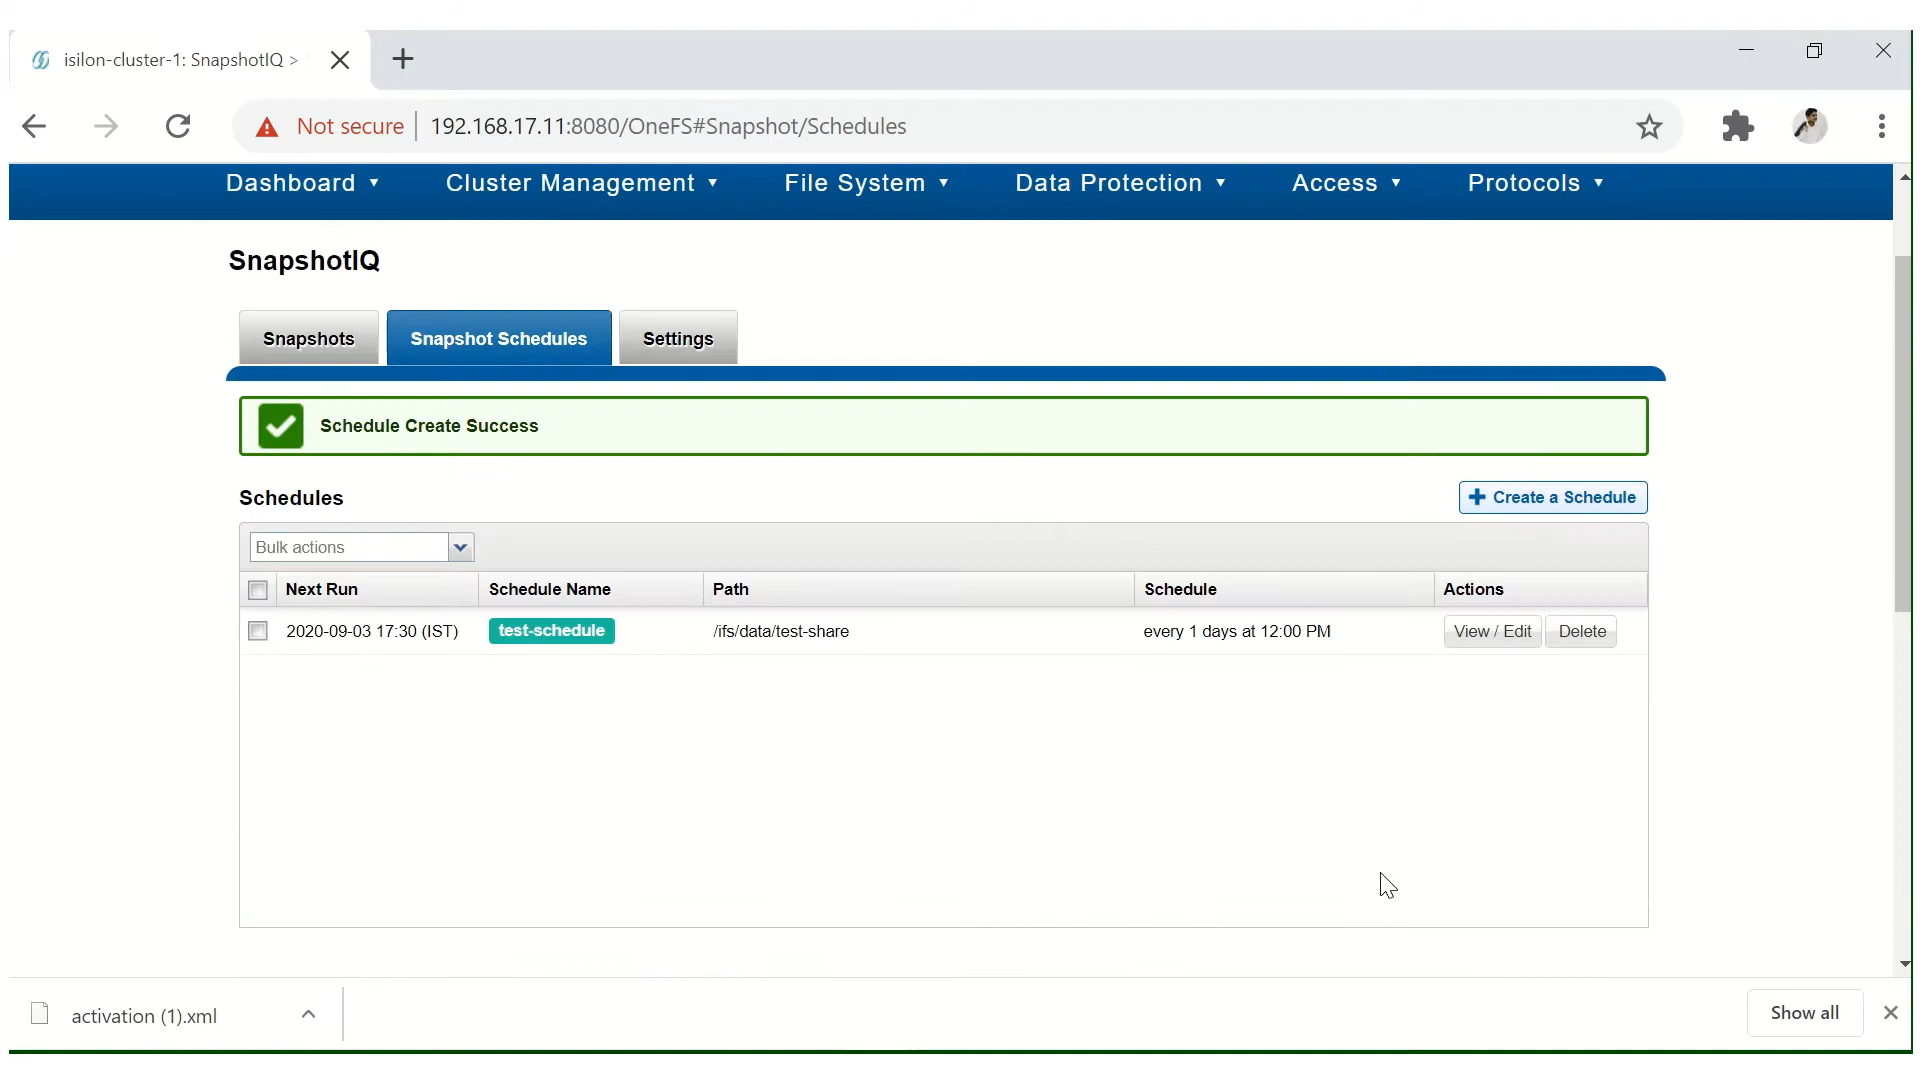 isilon-cluster-1: SnapshotIQ >
Not secure 192.168.17.11:8080/OneFS#Snapshot/Schedules
Dashboard Cluster Management File System Data Protection Access Protocols
SnapshotIQ
Snapshots Snapshot Schedules Settings
Schedule Create Success
Schedules Create a Schedule
Bulk actions
Next Run Schedule Name Path Schedule Actions
2020-09-03 17:30 (IST) test-schedule /ifs/data/test-share every 1 days at 12:00 PM View / Edit Delete
activation (1).xml Show all